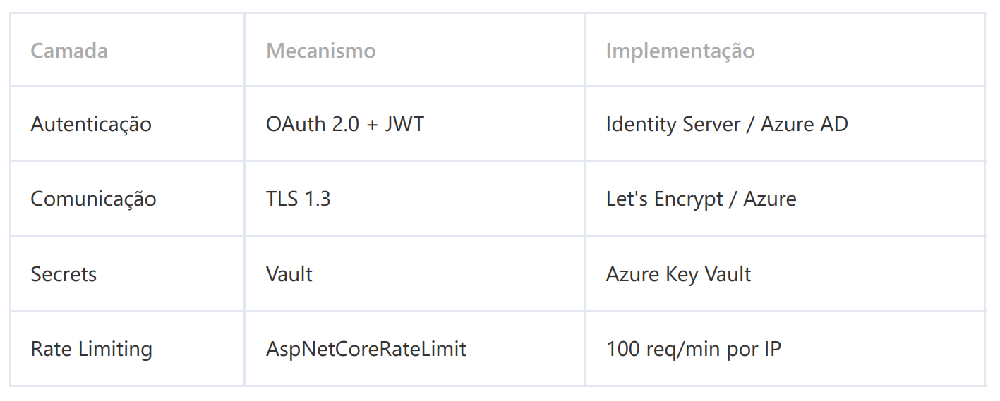 Camada Mecanismo Implementação
Autenticação OAuth 2.0 + JWT Identity Server / Azure AD
Comunicação TLS 1.3 Let's Encrypt / Azure
Secrets Vault Azure Key Vault
Rate Limiting AspNetCoreRateLimit 100 req/min por IP